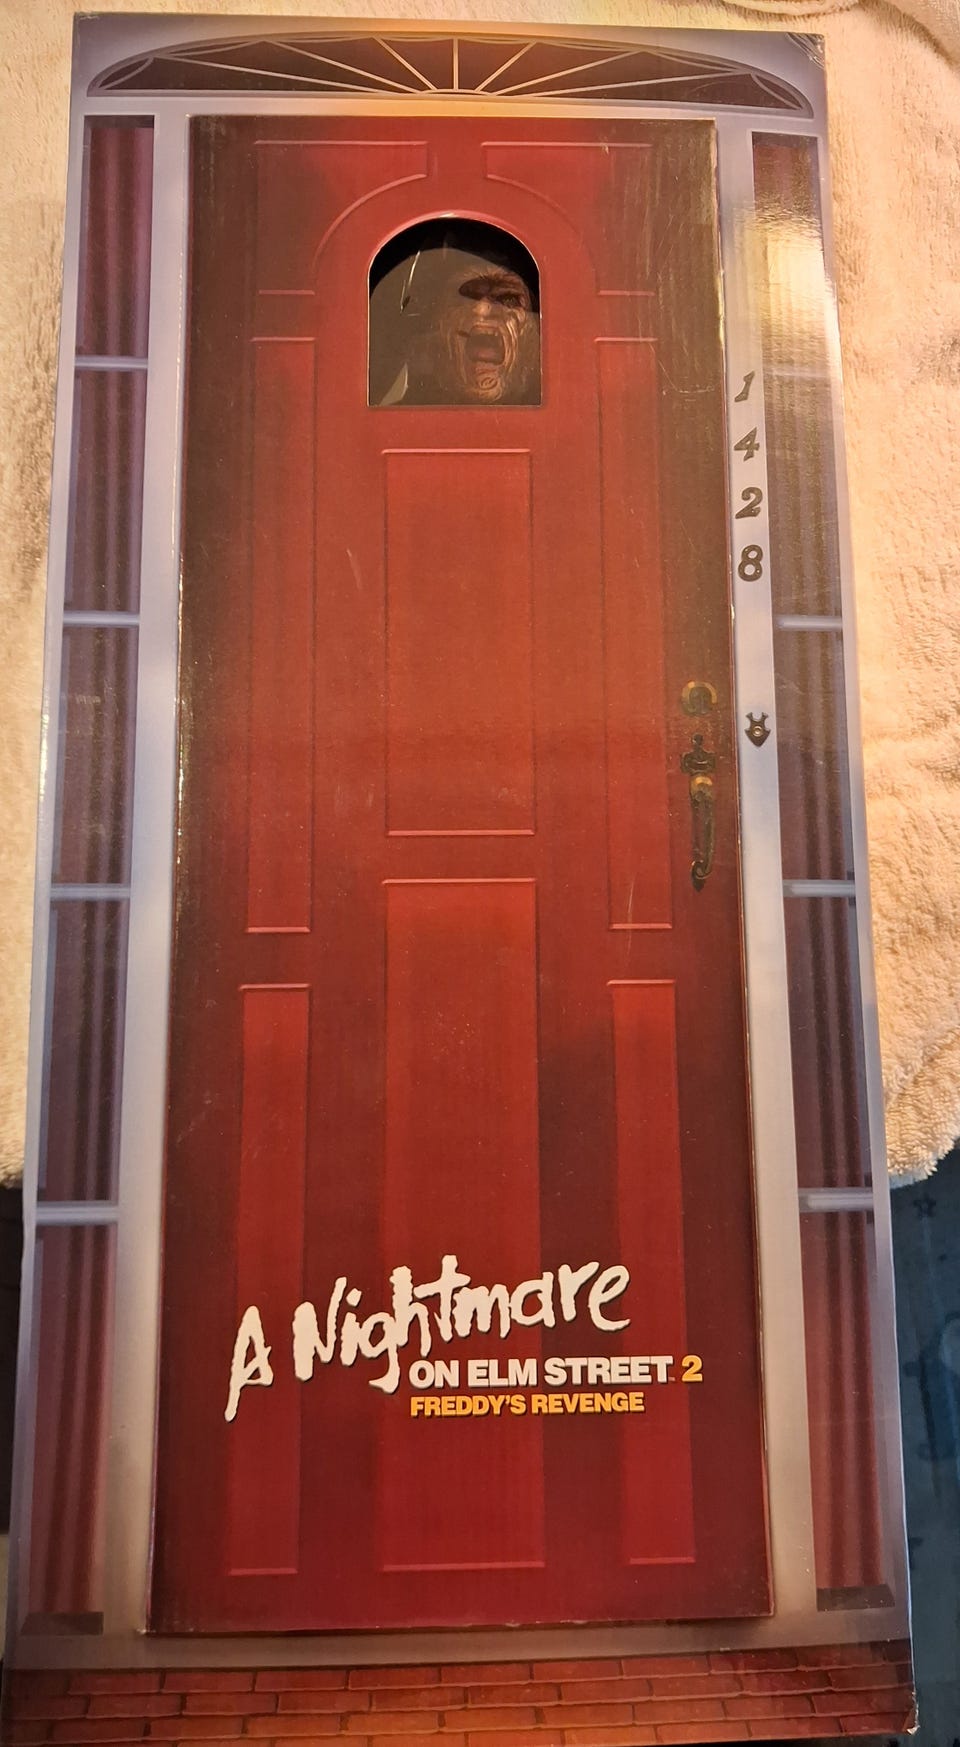 1
4
2
8
A Nightmare
ON ELM STREET 2
FREDDY'S REVENGE